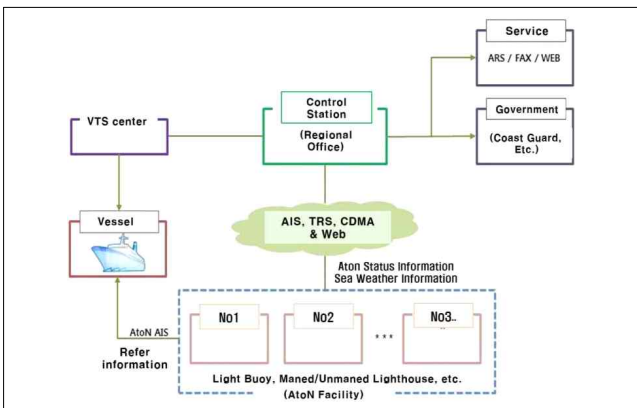 Service
ARS / FAX / WEB
Control
Station
(Regional
Office)
VTS center
Government
(Coast Guard,
Etc.)
Vessel
AIS, TRS, CDMA
& Web
Aton Status Information
Sea Weather Information
No1
No2
***
No3..
AtoN AIS
Refer
information
Light Buoy, Maned/Unmaned Lighthouse, etc.
(AtoN Facility)